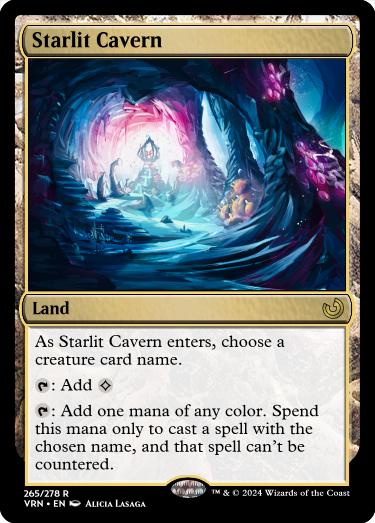 Starlit Cavern
Land
As Starlit Cavern enters, choose a
creature card name.
: Add
: Add one mana of any color. Spend
this mana only to cast a spell with the
chosen name, and that spell can't be
countered.
265/278 R
VRN • EN Alicia Lasaga
™ & © 2024 Wizards of the Coast